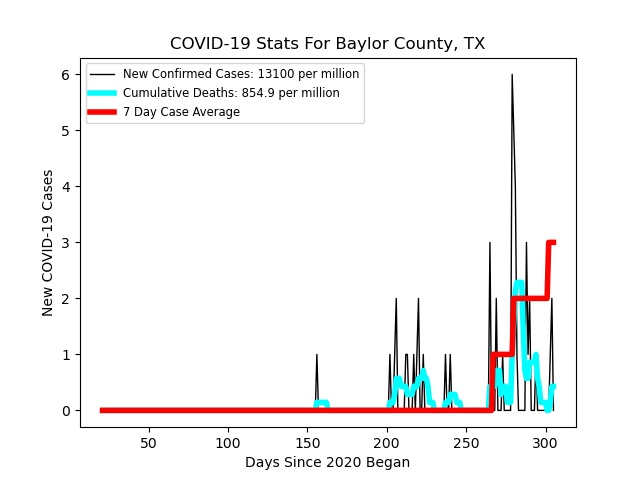 COVID-19 Stats For Baylor County, TX
New Confirmed Cases: 13100 per million
Cumulative Deaths: 854.9 per million
7 Day Case Average
New COVID-19 Cases
6
5
4
3
2
1
0
50 100 150 200 250 300
Days Since 2020 Began